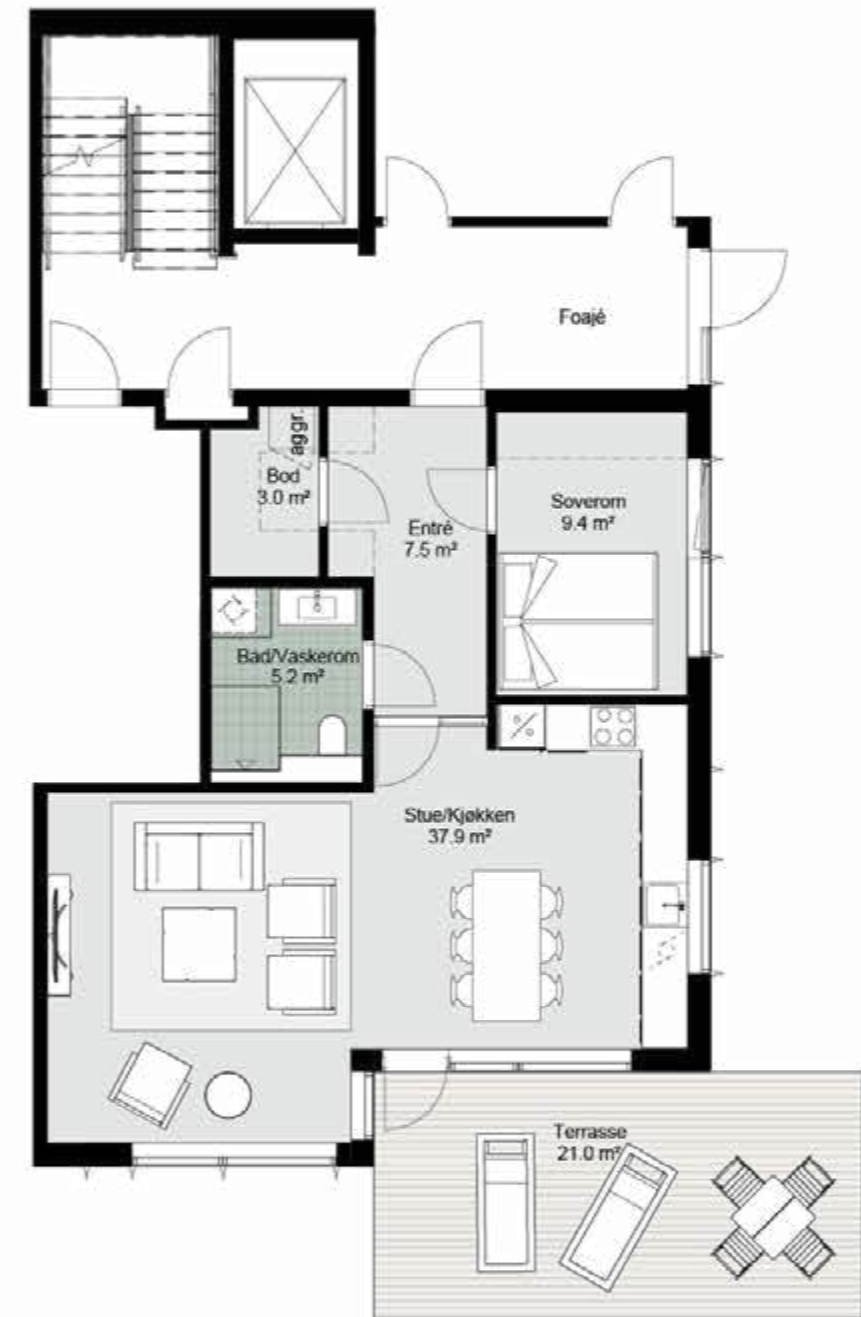 Foajé
aggr.
Bod
3.0 m²
Soverom
9.4 m²
Entré
7.5 m²
Bad/Vaskerom
5.2 m²
Stue/Kjøkken
37.9 m²
Terrasse
21.0 m²